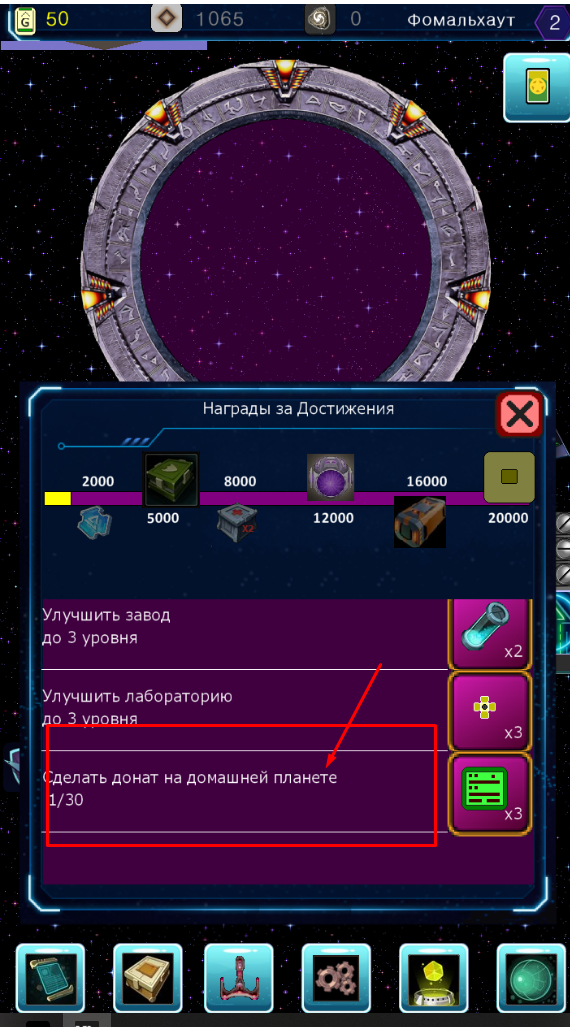 G 50
1065
0
Фомальхаут
2
Награды за Достижения
2000
8000
16000
X2
5000
12000
20000
Улучшить завод
до 3 уровня
x2
Улучшить лабораторию
до 3 уровня
x3
Сделать донат на домашней планете
1/30
x3